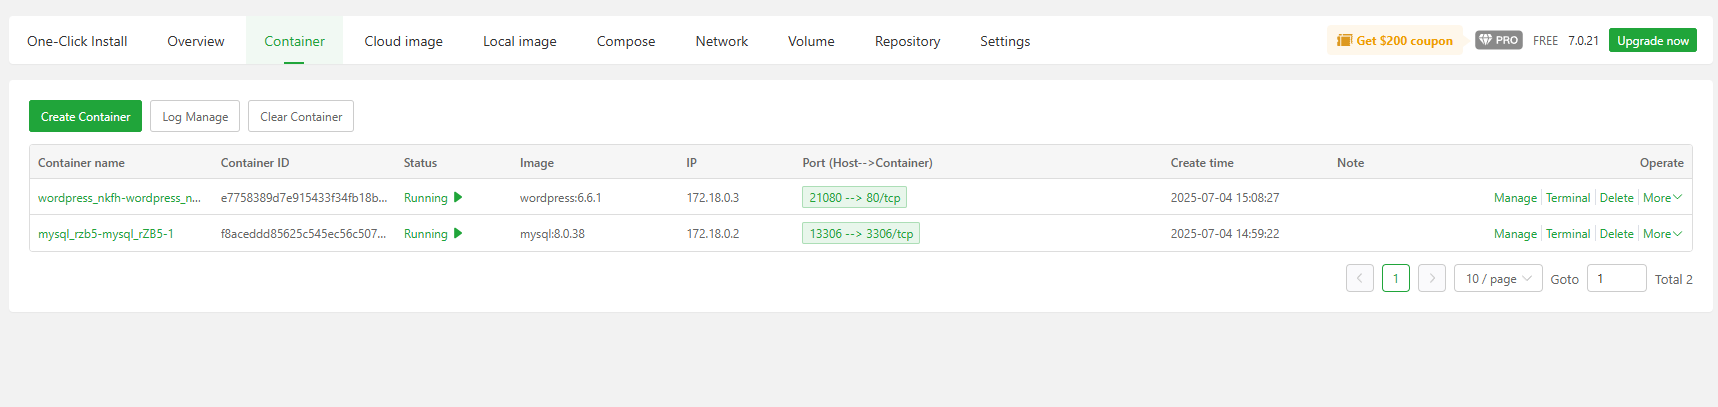 One-Click Install Overview Container Cloud image Local image Compose Network Volume Repository Settings Get $200 coupon PRO FREE 7.0.21 Upgrade now
Create Container Log Manage Clear Container
Container name Container ID Status Image IP Port (Host-->Container) Create time Note Operate
wordpress_nkfh-wordpress_n... e7758389d7e915433f34fb18b... Running wordpress:6.6.1 172.18.0.3 21080 --> 80/tcp 2025-07-04 15:08:27 Manage Terminal Delete More
mysql_rzb5-mysql_rZB5-1 f8aceddd85625c545ec56c507... Running mysql:8.0.38 172.18.0.2 13306 --> 3306/tcp 2025-07-04 14:59:22 Manage Terminal Delete More
1 10 / page Goto 1 Total 2